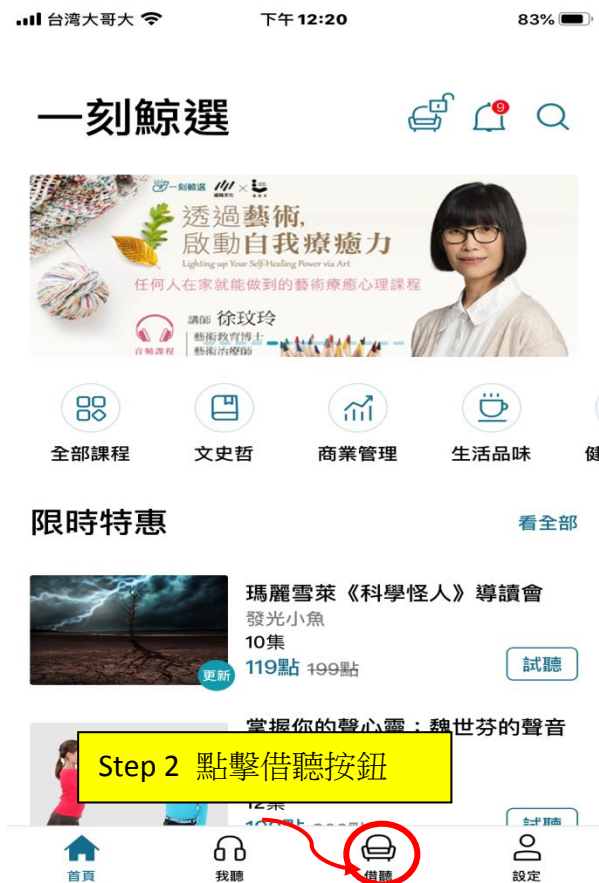 台湾大哥大 下午12:20 83%
一刻鯨選
9
一刻鯨選 ×
透過藝術,
啟動自我療癒力
Lighting up Your Self-Healing Power via Art
任何人在家就能做到的藝術療癒心理課程
講師 徐玟玲
藝術教育博士
藝術治療師
音頻課程
全部課程 文史哲 商業管理 生活品味 健
限時特惠 看全部
瑪麗雪萊《科學怪人》導讀會
發光小魚
10集
更新 119點 199點 試聽
掌握你的聲心靈：魏世芬的聲音
Step 2 點擊借聽按鈕
12集
試聽
首頁 我聽 借聽 設定